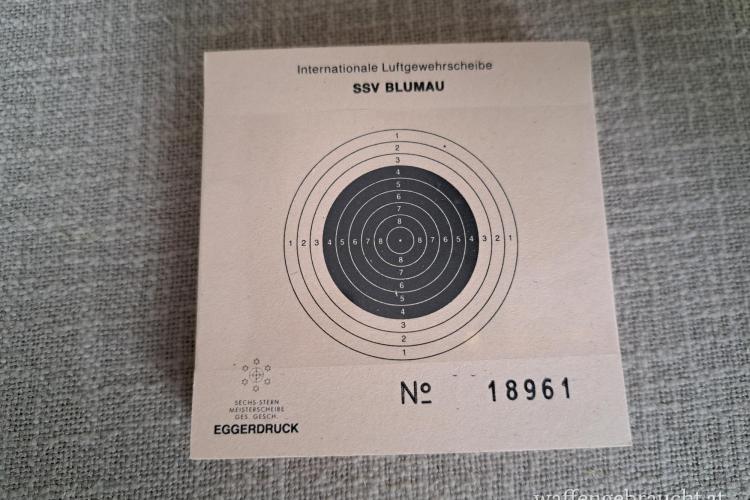 Internationale Luftgewehrscheibe
SSV BLUMAU
1
2
3
4
5
6
7
8
1 2 3 4 5 6 7 8 8 7 6 5 4 3 2 1
8
7
6
5
4
3
2
1
SECHS-STERN
MEISTERSCHEIBE
GES. GESCH.
EGGERDRUCK
Nº 18961
waffengebraucht.at